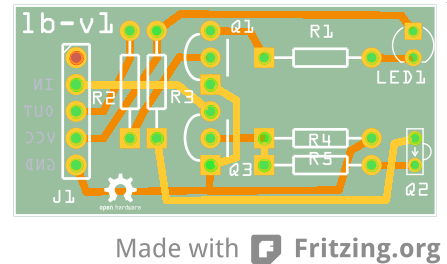 lb-v1
Q1
R1
LED1
IN
R2
R3
OUT
VCC
R4
GND
R5
Q3
Q2
J1
open hardware
Made with Fritzing.org